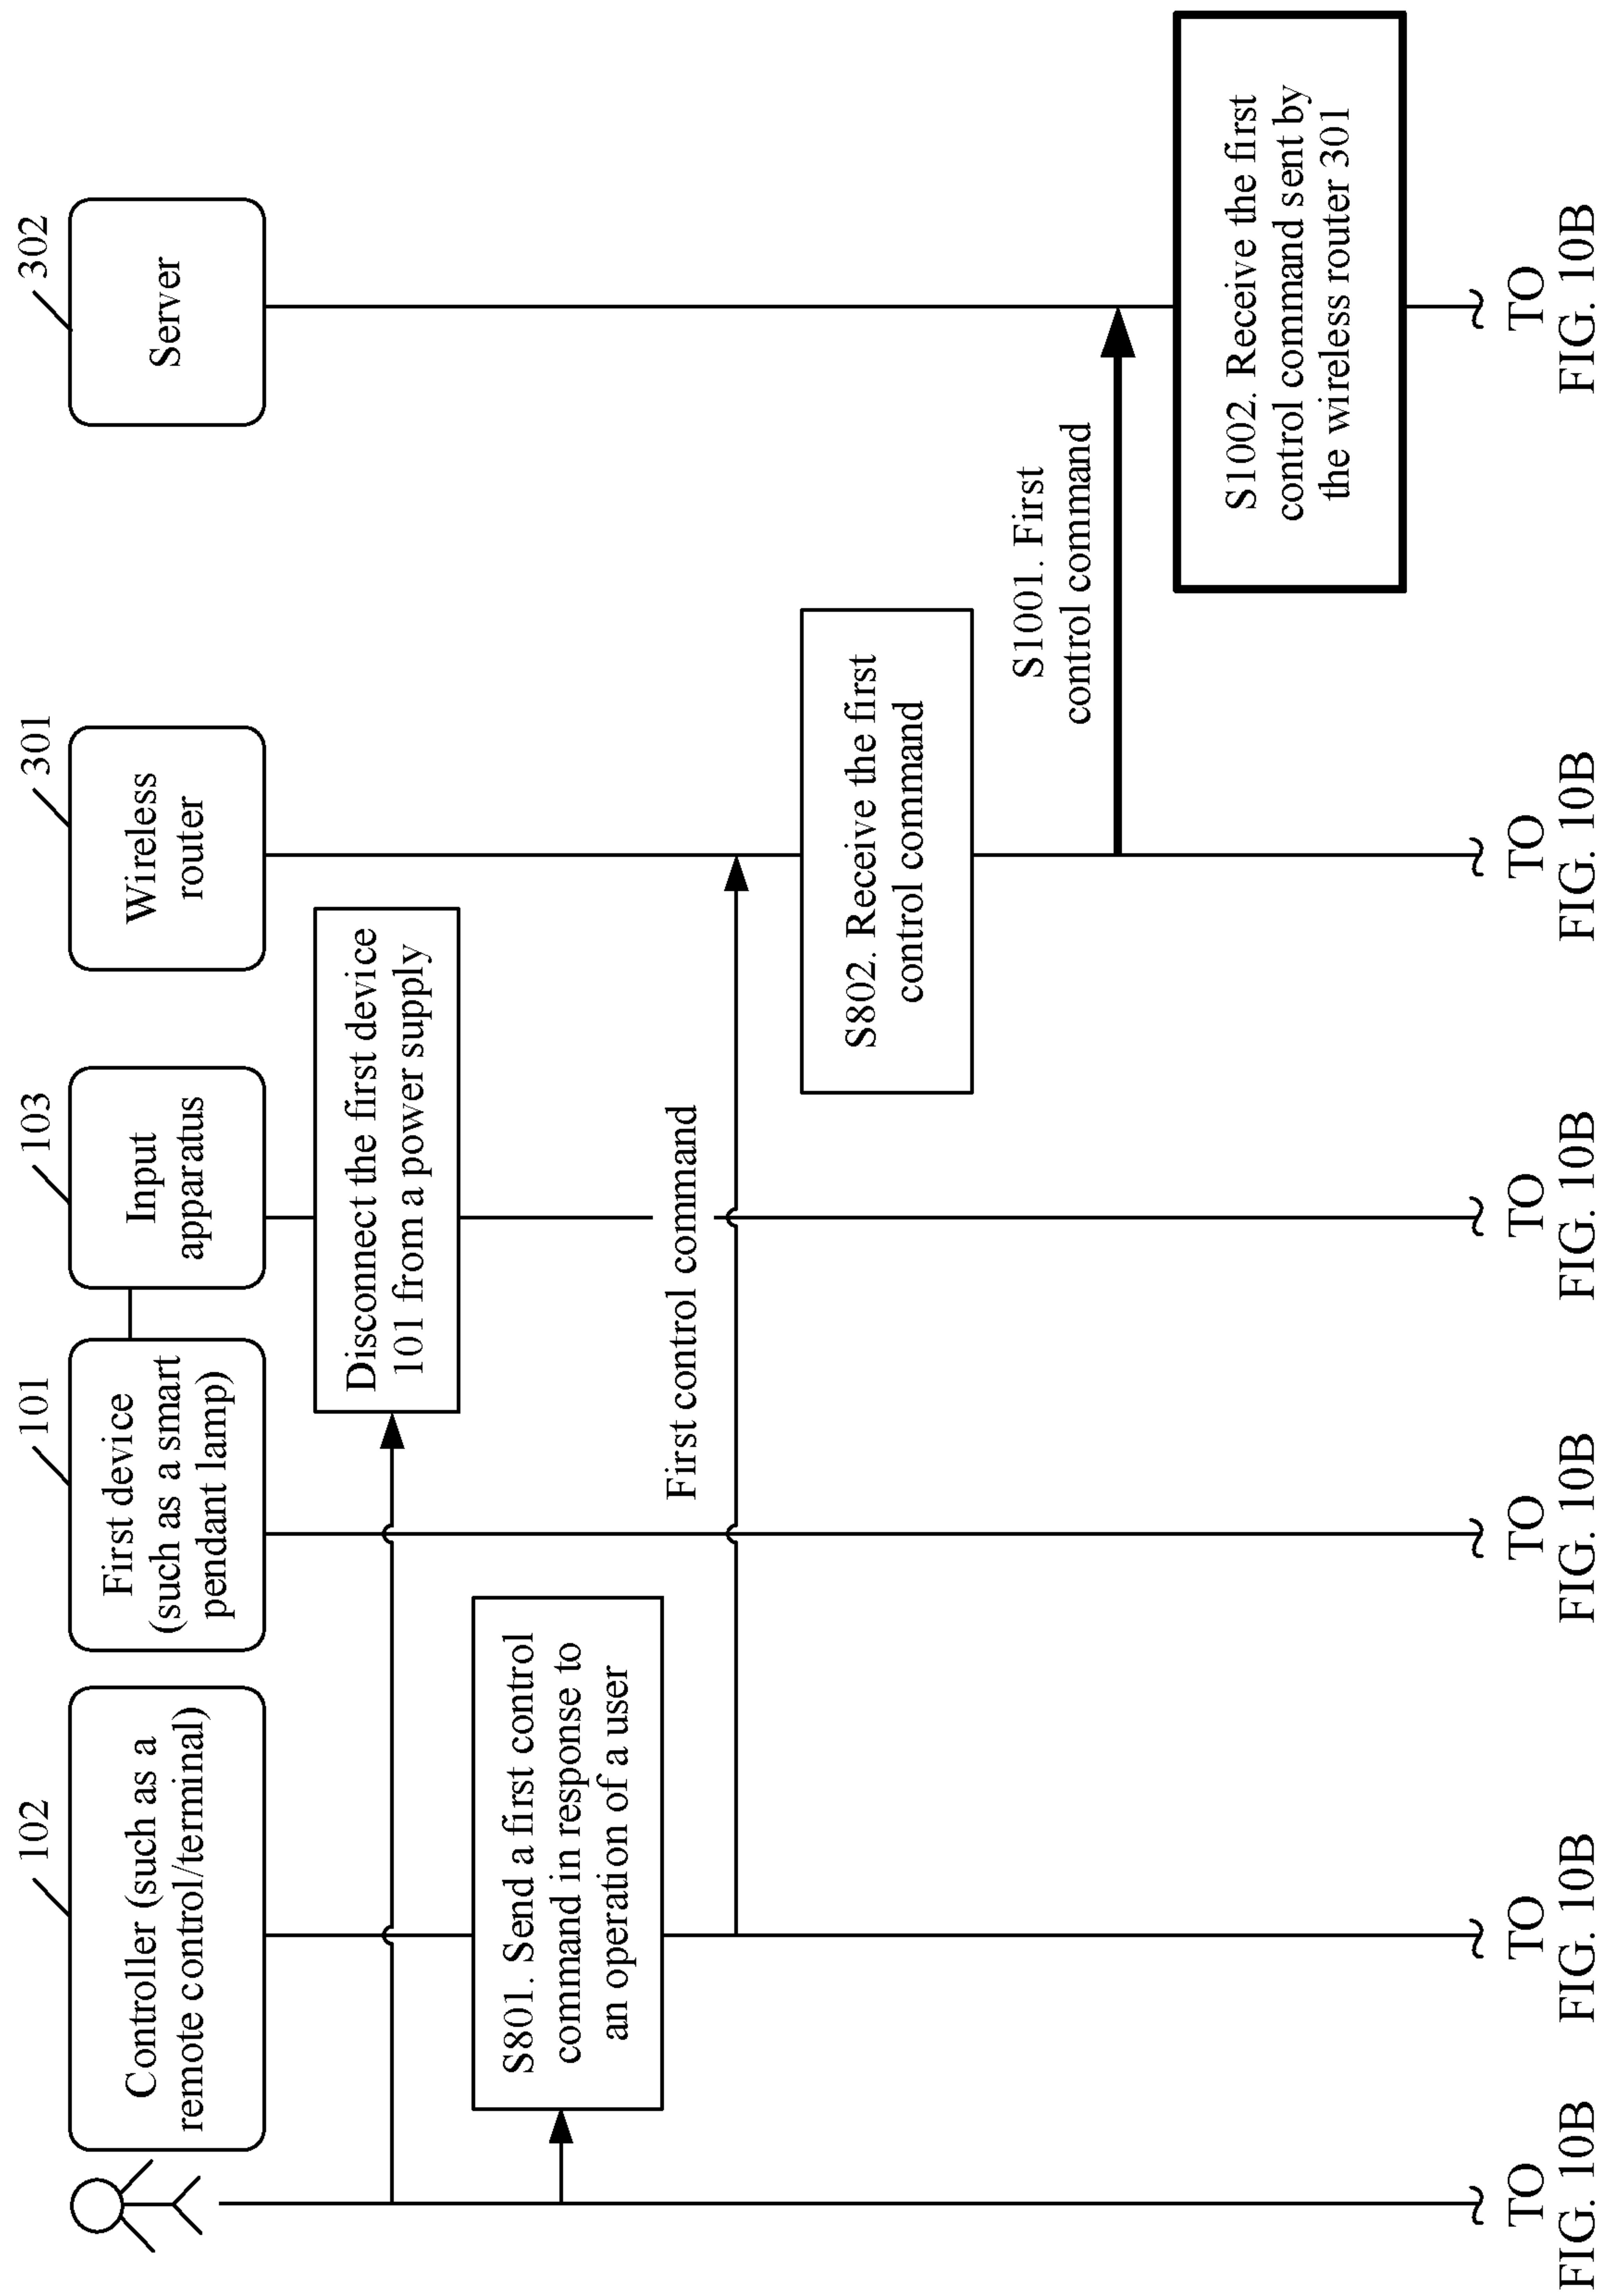 102
101
103
301
302
Controller (such as a
remote control/terminal)
First device
(such as a smart
pendant lamp)
Input
apparatus
Wireless
router
Server
Disconnect the first device
101 from a power supply
S801. Send a first control
command in response to
an operation of a user
First control command
S802. Receive the first
control command
S1001. First
control command
S1002. Receive the first
control command sent by
the wireless router 301
TO
FIG. 10B
TO
FIG. 10B
TO
FIG. 10B
TO
FIG. 10B
TO
FIG. 10B
TO
FIG. 10B